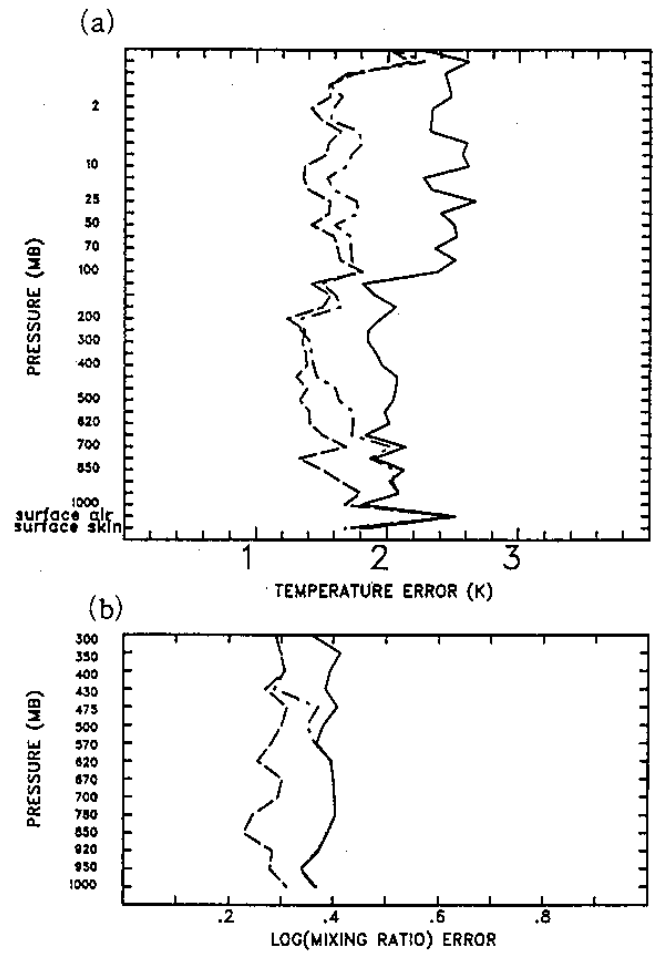 (a)
2
10
25
50
70
100
200
300
400
500
620
700
850
1000
surface air
surface skin
PRESSURE (MB)
1 2 3
TEMPERATURE ERROR (K)
(b)
300
350
400
430
475
500
570
620
670
700
780
850
920
950
1000
PRESSURE (MB)
.2 .4 .6 .8
LOG(MIXING RATIO) ERROR